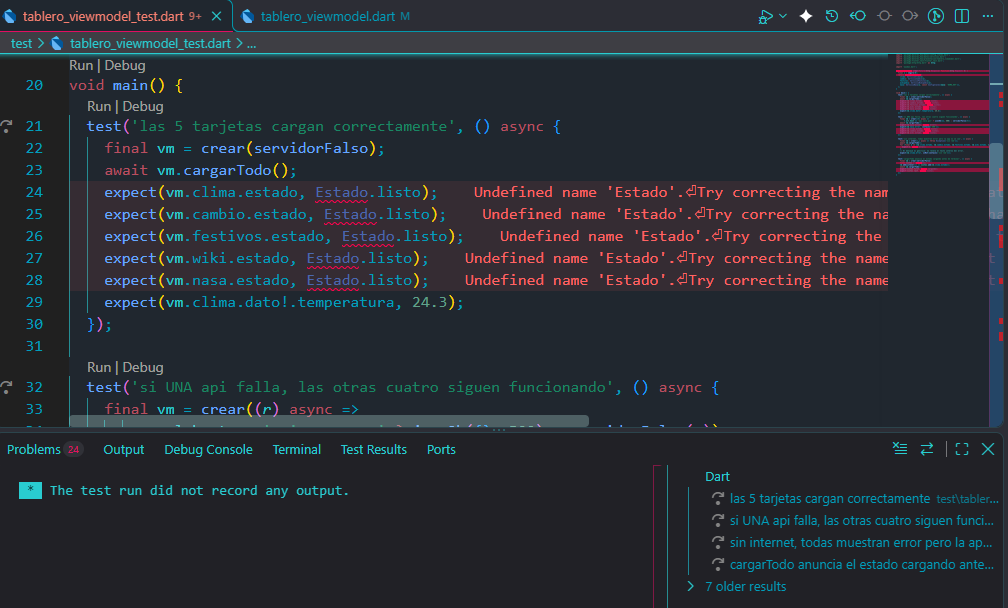 tablero_viewmodel_test.dart 9+
tablero_viewmodel.dart M
test > tablero_viewmodel_test.dart > ...
Run | Debug
20 void main() {
Run | Debug
21 test('las 5 tarjetas cargan correctamente', () async {
22 final vm = crear(servidorFalso);
23 await vm.cargarTodo();
24 expect(vm.clima.estado, Estado.listo); Undefined name 'Estado'.⏎Try correcting the nam
25 expect(vm.cambio.estado, Estado.listo); Undefined name 'Estado'.⏎Try correcting the na
26 expect(vm.festivos.estado, Estado.listo); Undefined name 'Estado'.⏎Try correcting the
27 expect(vm.wiki.estado, Estado.listo); Undefined name 'Estado'.⏎Try correcting the name
28 expect(vm.nasa.estado, Estado.listo); Undefined name 'Estado'.⏎Try correcting the name
29 expect(vm.clima.dato!.temperatura, 24.3);
30 });
31
Run | Debug
32 test('si UNA api falla, las otras cuatro siguen funcionando', () async {
33 final vm = crear((r) async =>
Problems 24 Output Debug Console Terminal Test Results Ports
* The test run did not record any output.
Dart
las 5 tarjetas cargan correctamente test\tabler...
si UNA api falla, las otras cuatro siguen funci...
sin internet, todas muestran error pero la ap...
cargarTodo anuncia el estado cargando ante...
7 older results